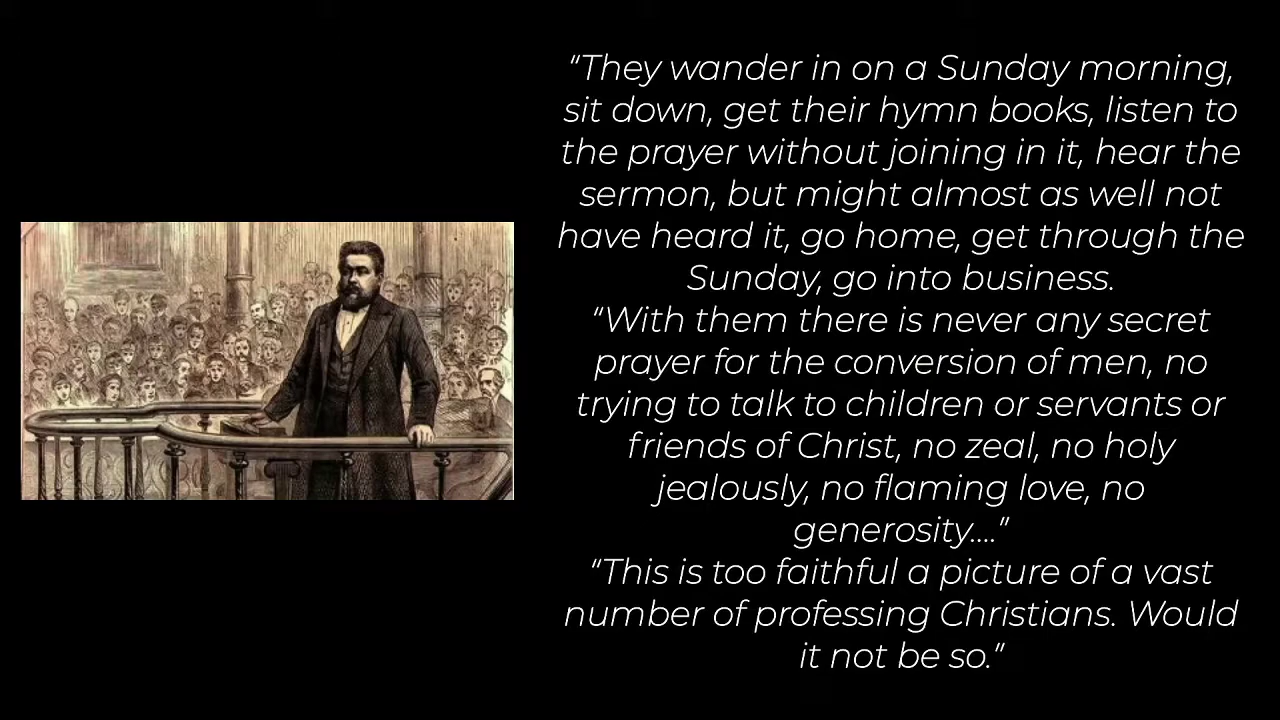 “They wander in on a Sunday morning,
sit down, get their hymn books, listen to
the prayer without joining in it, hear the
sermon, but might almost as well not
have heard it, go home, get through the
Sunday, go into business.
“With them there is never any secret
prayer for the conversion of men, no
trying to talk to children or servants or
friends of Christ, no zeal, no holy
jealously, no flaming love, no
generosity….”
“This is too faithful a picture of a vast
number of professing Christians. Would
it not be so.”